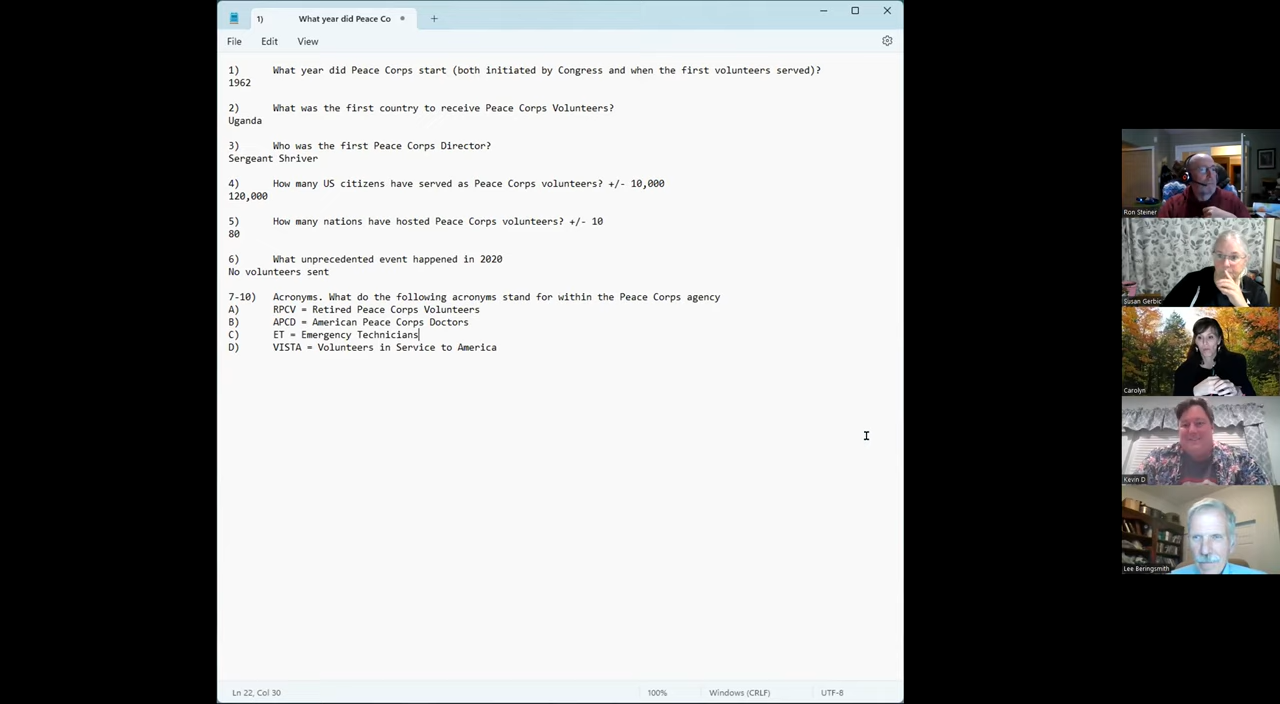 1) What year did Peace Co
File Edit View
1) What year did Peace Corps start (both initiated by Congress and when the first volunteers served)?
1962
2) What was the first country to receive Peace Corps Volunteers?
Uganda
3) Who was the first Peace Corps Director?
Sergeant Shriver
4) How many US citizens have served as Peace Corps volunteers? +/- 10,000
120,000
5) How many nations have hosted Peace Corps volunteers? +/- 10
80
6) What unprecedented event happened in 2020
No volunteers sent
7-10) Acronyms. What do the following acronyms stand for within the Peace Corps agency
A) RPCV = Retired Peace Corps Volunteers
B) APCD = American Peace Corps Doctors
C) ET = Emergency Technicians
D) VISTA = Volunteers in Service to America
Ln 22, Col 30 100% Windows (CRLF) UTF-8
Ron Steiner
Susan Gerbic
Carolyn
Kevin D
Lee Beringsmith